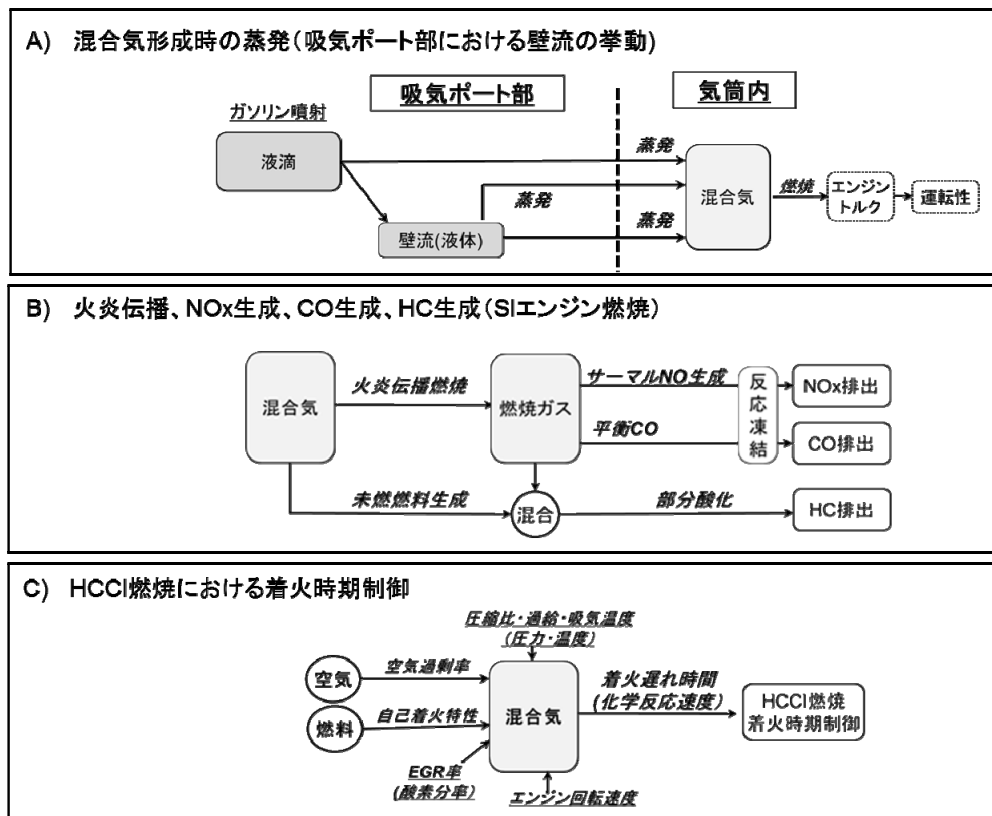 A) 混合気形成時の蒸発(吸気ポート部における壁流の挙動)
吸気ポート部
気筒内
ガソリン噴射
液滴
蒸発
蒸発
壁流(液体)
蒸発
混合気
燃焼
エンジン
トルク
運転性
B) 火炎伝播、NOx生成、CO生成、HC生成(SIエンジン燃焼)
混合気
火炎伝播燃焼
燃焼ガス
サーマルNO生成
平衡CO
反応凍結
NOx排出
CO排出
未燃燃料生成
混合
部分酸化
HC排出
C) HCCI燃焼における着火時期制御
圧縮比・過給・吸気温度
(圧力・温度)
空気
空気過剰率
燃料
自己着火特性
混合気
着火遅れ時間
(化学反応速度)
HCCI燃焼
着火時期制御
EGR率
(酸素分率)
エンジン回転速度